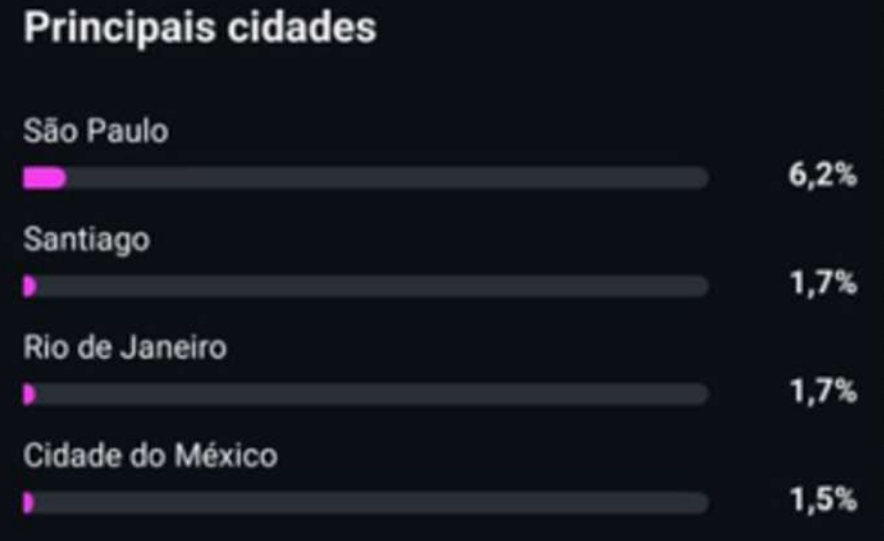 Principais cidades
São Paulo
6,2%
Santiago
1,7%
Rio de Janeiro
1,7%
Cidade do México
1,5%